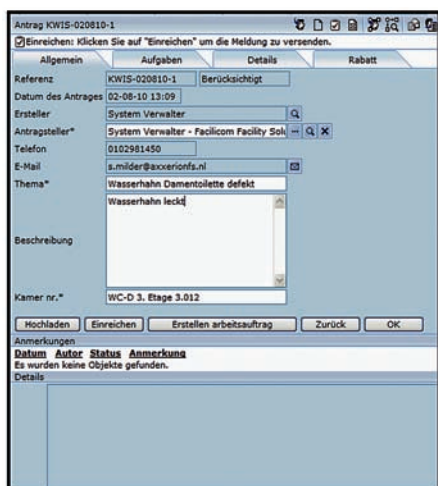 Antrag KWIS-020810-1
Einreichen: Klicken Sie auf "Einreichen" um die Meldung zu versenden.
Allgemein Aufgaben Details Rabatt
Referenz KWIS-020810-1 Berücksichtigt
Datum des Antrages 02-08-10 13:09
Ersteller System Verwalter
Antragsteller* System Verwalter - Facilicom Facility Solu
Telefon 0102981450
E-Mail s.milder@axxerionfs.nl
Thema* Wasserhahn Damentoilette defekt
Beschreibung Wasserhahn leckt
Kamer nr.* WC-D 3. Etage 3.012
Hochladen Einreichen Erstellen arbeitsauftrag Zurück OK
Anmerkungen
Datum Autor Status Anmerkung
Es wurden keine Objekte gefunden.
Details